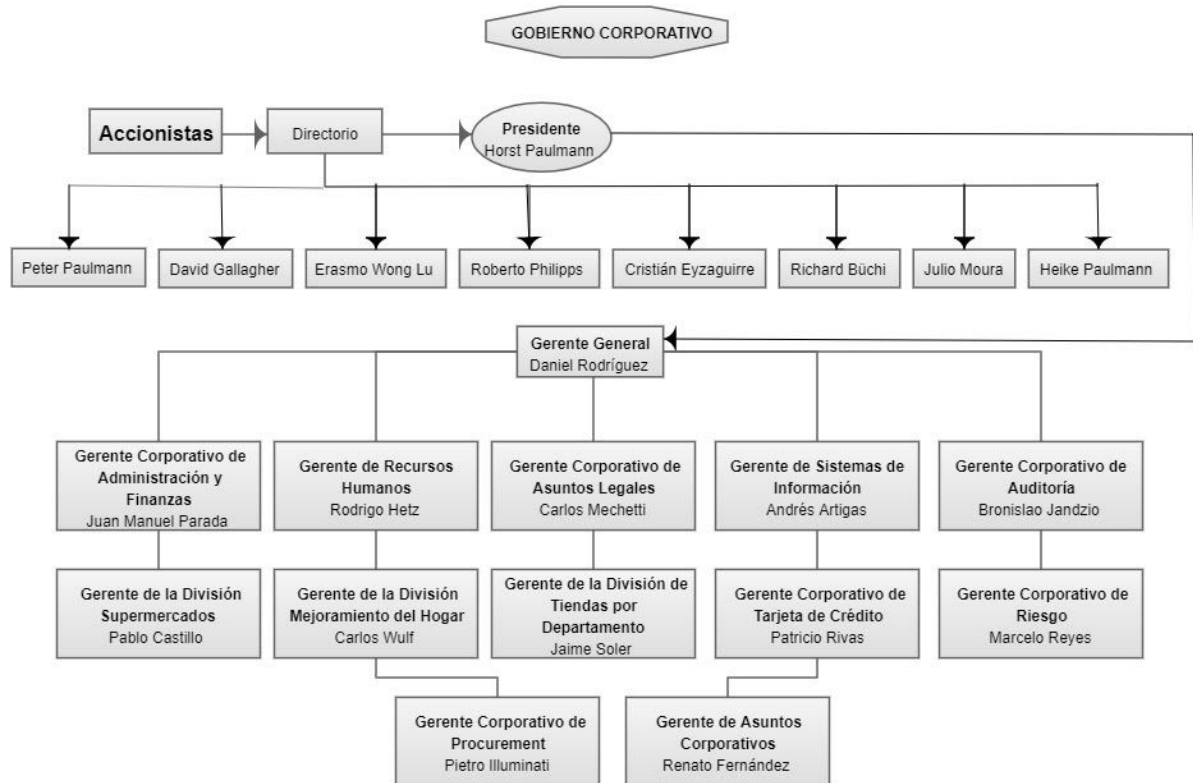 GOBIERNO CORPORATIVO
Accionistas
Directorio
Presidente
Horst Paulmann
Peter Paulmann
David Gallagher
Erasmo Wong Lu
Roberto Philipps
Cristián Eyzaguirre
Richard Büchi
Julio Moura
Heike Paulmann
Gerente General
Daniel Rodríguez
Gerente Corporativo de
Administración y
Finanzas
Juan Manuel Parada
Gerente de Recursos
Humanos
Rodrigo Hetz
Gerente Corporativo de
Asuntos Legales
Carlos Mechetti
Gerente de Sistemas de
Información
Andrés Artigas
Gerente Corporativo de
Auditoría
Bronislao Jandzio
Gerente de la División
Supermercados
Pablo Castillo
Gerente de la División
Mejoramiento del Hogar
Carlos Wulf
Gerente de la División de
Tiendas por
Departamento
Jaime Soler
Gerente Corporativo de
Tarjeta de Crédito
Patricio Rivas
Gerente Corporativo de
Riesgo
Marcelo Reyes
Gerente Corporativo de
Procurement
Pietro Illuminati
Gerente de Asuntos
Corporativos
Renato Fernández